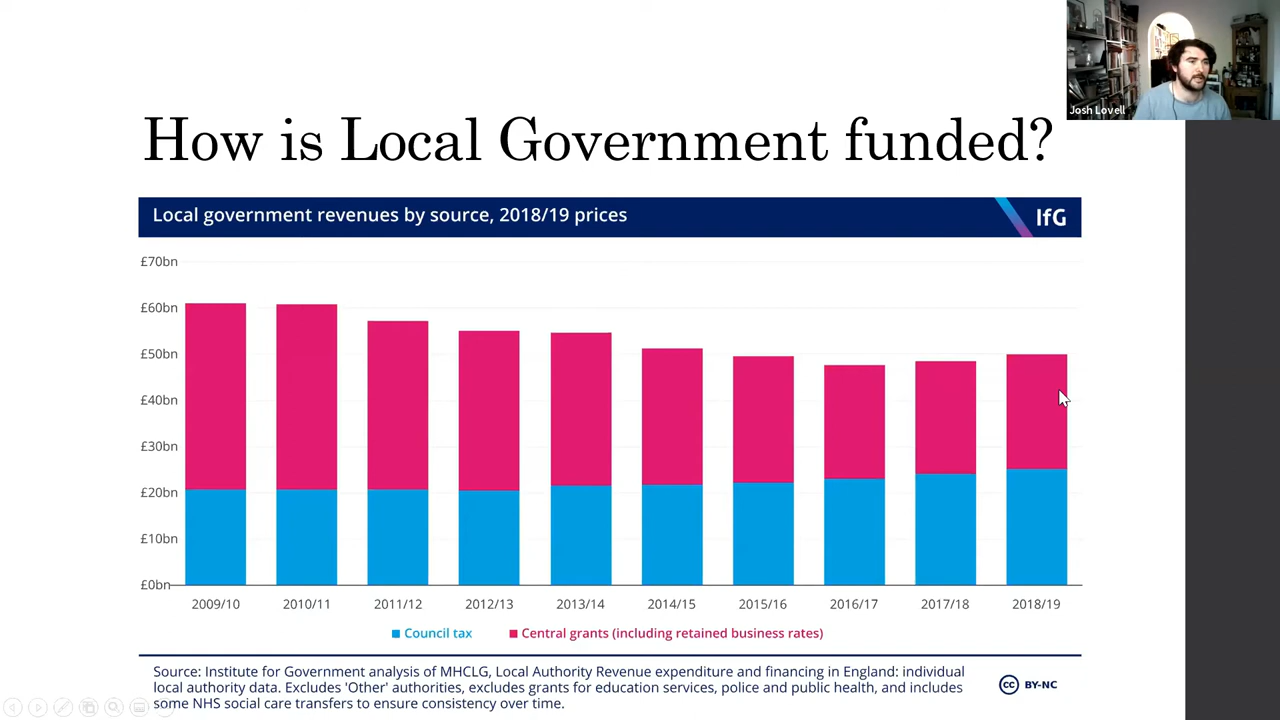 Josh Lovell
How is Local Government funded?
Local government revenues by source, 2018/19 prices
IfG
£70bn
£60bn
£50bn
£40bn
£30bn
£20bn
£10bn
£0bn
2009/10 2010/11 2011/12 2012/13 2013/14 2014/15 2015/16 2016/17 2017/18 2018/19
Council tax Central grants (including retained business rates)
Source: Institute for Government analysis of MHCLG, Local Authority Revenue expenditure and financing in England: individual
local authority data. Excludes 'Other' authorities, excludes grants for education services, police and public health, and includes
some NHS social care transfers to ensure consistency over time.
cc BY-NC